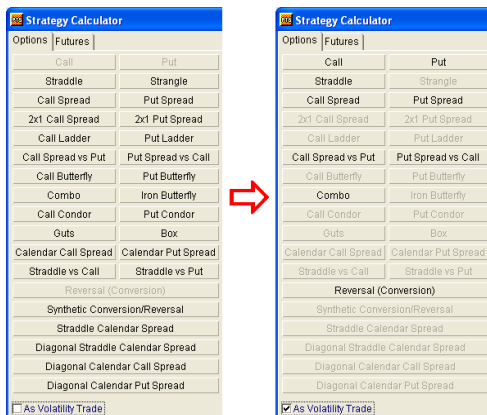 Strategy Calculator
Options Futures
Call Put
Straddle Strangle
Call Spread Put Spread
2x1 Call Spread 2x1 Put Spread
Call Ladder Put Ladder
Call Spread vs Put Put Spread vs Call
Call Butterfly Put Butterfly
Combo Iron Butterfly
Call Condor Put Condor
Guts Box
Calendar Call Spread Calendar Put Spread
Straddle vs Call Straddle vs Put
Reversal (Conversion)
Synthetic Conversion/Reversal
Straddle Calendar Spread
Diagonal Straddle Calendar Spread
Diagonal Calendar Call Spread
Diagonal Calendar Put Spread
As Volatility Trade
Strategy Calculator
Options Futures
Call Put
Straddle Strangle
Call Spread Put Spread
2x1 Call Spread 2x1 Put Spread
Call Ladder Put Ladder
Call Spread vs Put Put Spread vs Call
Call Butterfly Put Butterfly
Combo Iron Butterfly
Call Condor Put Condor
Guts Box
Calendar Call Spread Calendar Put Spread
Straddle vs Call Straddle vs Put
Reversal (Conversion)
Synthetic Conversion/Reversal
Straddle Calendar Spread
Diagonal Straddle Calendar Spread
Diagonal Calendar Call Spread
Diagonal Calendar Put Spread
As Volatility Trade